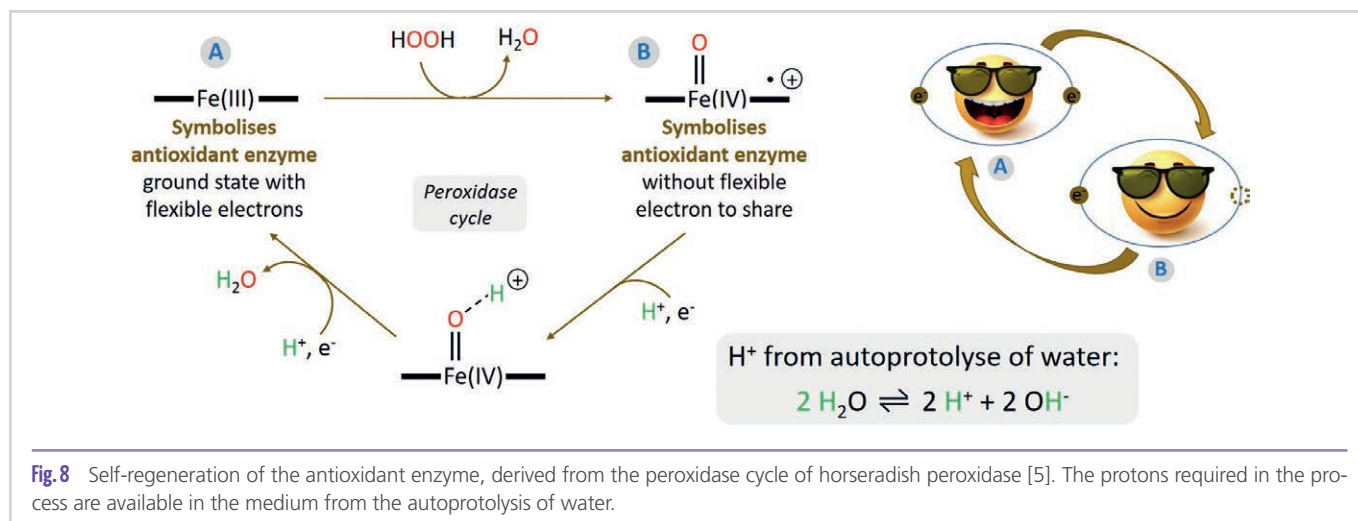 A
HOOH
H₂O
B
O
Fe(III)
Fe(IV)
• +
Symbolises
antioxidant enzyme
ground state with
flexible electrons
Peroxidase
cycle
Symbolises
antioxidant enzyme
without flexible
electron to share
H₂O
H⁺, e⁻
O
H
+
Fe(IV)
H⁺, e⁻
e⁻
e⁻
A
e⁻
B
H⁺ from autoprotolyse of water:
2 H₂O ⇌ 2 H⁺ + 2 OH⁻
Fig. 8 Self-regeneration of the antioxidant enzyme, derived from the peroxidase cycle of horseradish peroxidase [5]. The protons required in the pro-
cess are available in the medium from the autoprotolysis of water.